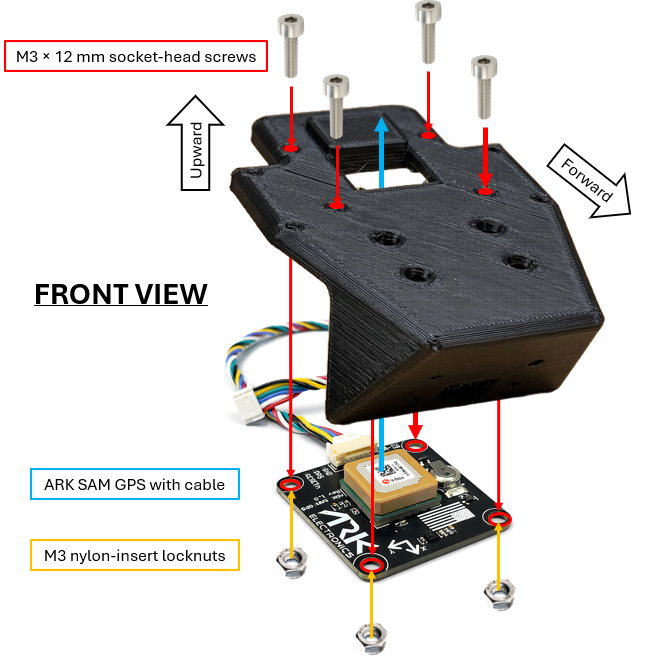 M3 × 12 mm socket-head screws
Upward
Forward
FRONT VIEW
ARK SAM GPS with cable
M3 nylon-insert locknuts
ARK
ELECTRONICS